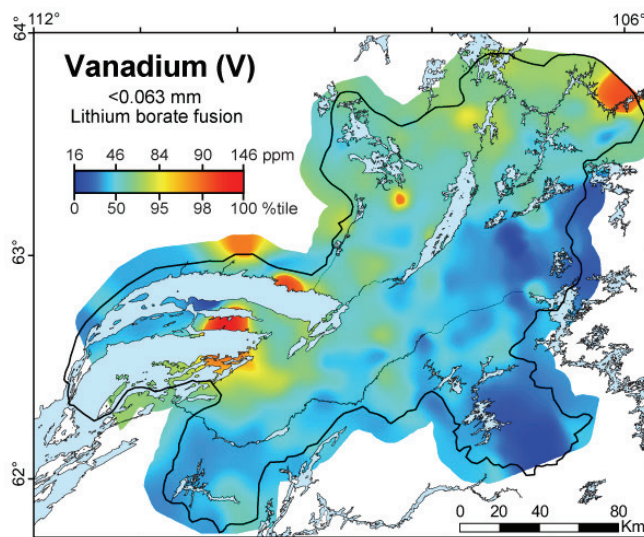 112°
106°
64°
Vanadium (V)
<0.063 mm
Lithium borate fusion
16 46 84 90 146 ppm
0 50 95 98 100 %tile
63°
62°
0 20 40 60 80
Km